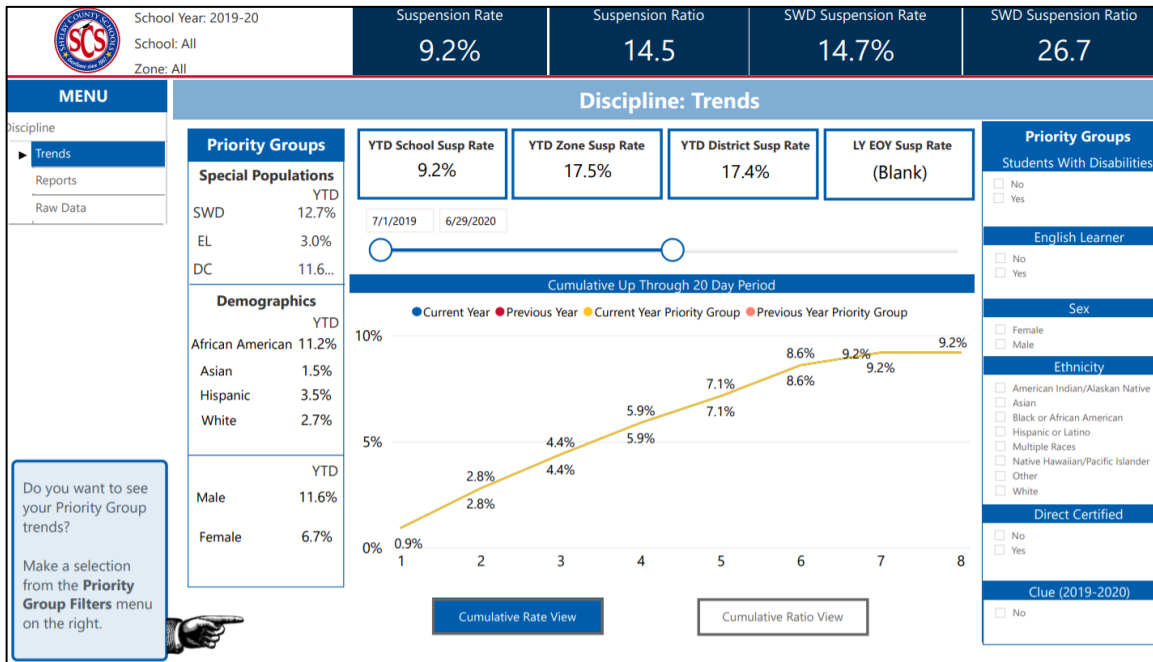 SHELBY COUNTY SCHOOLS
SCS
School Year: 2019-20
School: All
Zone: All
Suspension Rate
9.2%
Suspension Ratio
14.5
SWD Suspension Rate
14.7%
SWD Suspension Ratio
26.7
MENU
Discipline
Trends
Reports
Raw Data
Discipline: Trends
Priority Groups
Special Populations
YTD
SWD 12.7%
EL 3.0%
DC 11.6...
Demographics
YTD
African American 11.2%
Asian 1.5%
Hispanic 3.5%
White 2.7%
YTD
Male 11.6%
Female 6.7%
YTD School Susp Rate
9.2%
YTD Zone Susp Rate
17.5%
YTD District Susp Rate
17.4%
LY EOY Susp Rate
(Blank)
7/1/2019 6/29/2020
Cumulative Up Through 20 Day Period
Current Year Previous Year Current Year Priority Group Previous Year Priority Group
10%
5%
0%
0.9%
2.8%
2.8%
4.4%
4.4%
5.9%
5.9%
7.1%
7.1%
8.6%
8.6%
9.2%
9.2%
9.2%
1 2 3 4 5 6 7 8
Cumulative Rate View
Cumulative Ratio View
Priority Groups
Students With Disabilities
No
Yes
English Learner
No
Yes
Sex
Female
Male
Ethnicity
American Indian/Alaskan Native
Asian
Black or African American
Hispanic or Latino
Multiple Races
Native Hawaiian/Pacific Islander
Other
White
Direct Certified
No
Yes
Clue (2019-2020)
No
Do you want to see
your Priority Group
trends?
Make a selection
from the Priority
Group Filters menu
on the right.